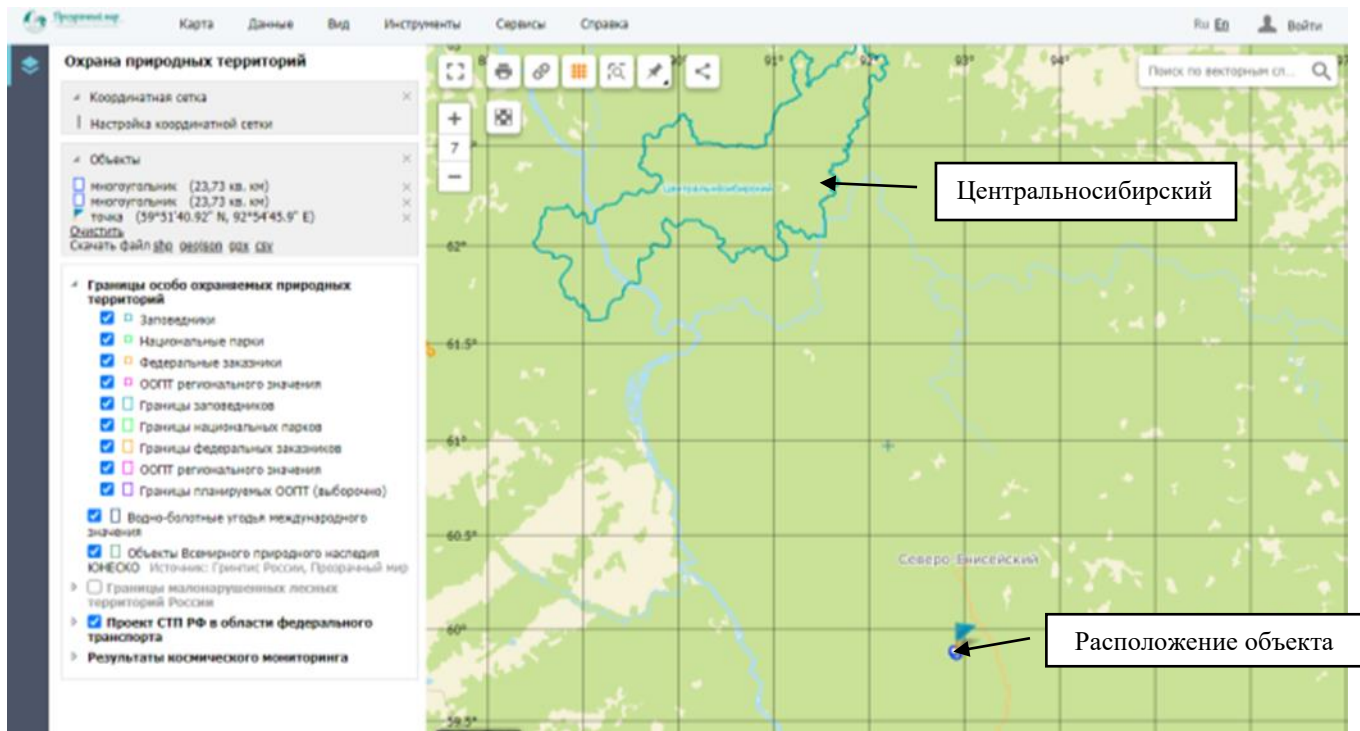 Прозрачный мир
Карта Данные Вид Инструменты Сервисы Справка
Ru En Войти
Охрана природных территорий
Координатная сетка
Настройка координатной сетки
Объекты
многоугольник (23,73 кв. км)
многоугольник (23,73 кв. км)
точка (59°51'40.92" N, 92°54'45.9" E)
Очистить
Скачать файл shp geojson gpx csv
Границы особо охраняемых природных
территорий
Заповедники
Национальные парки
Федеральные заказники
ООПТ регионального значения
Границы заповедников
Границы национальных парков
Границы федеральных заказников
ООПТ регионального значения
Границы планируемых ООПТ (выборочно)
Водно-болотные угодья международного
значения
Объекты Всемирного природного наследия
ЮНЕСКО Источник: Гринпис России, Прозрачный мир
Границы малонарушенных лесных
территорий России
Проект СТП РФ в области федерального
транспорта
Результаты космического мониторинга
7
91° 92° 93° 94°
Поиск по векторным сл...
Центральносибирский
Центральносибирский
62°
61.5°
61°
60.5°
Северо-Енисейский
60°
Расположение объекта
59.5°